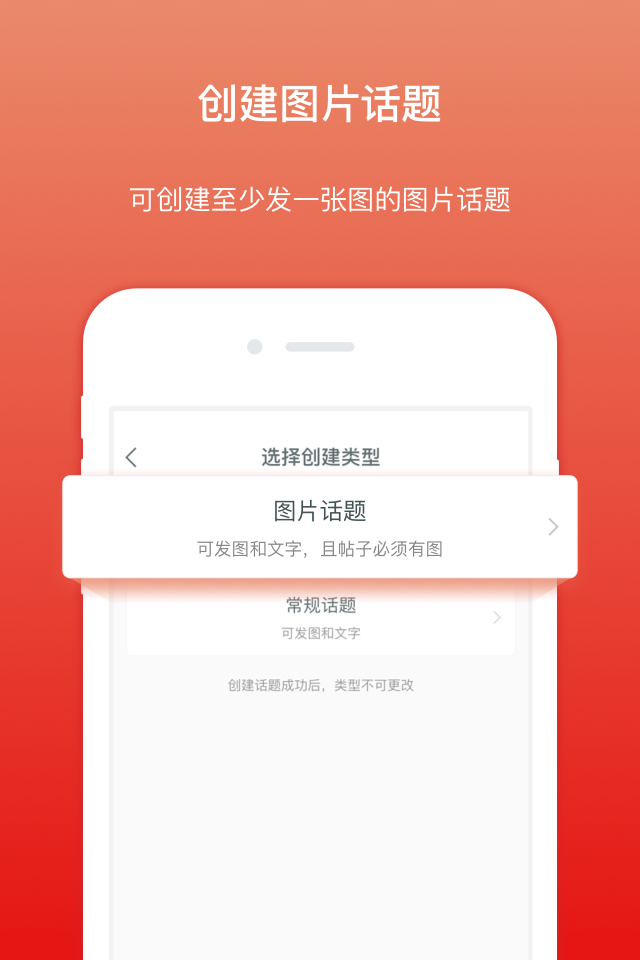 创建图片话题
可创建至少发一张图的图片话题
选择创建类型
图片话题
可发图和文字，且帖子必须有图
常规话题
可发图和文字
创建话题成功后，类型不可更改